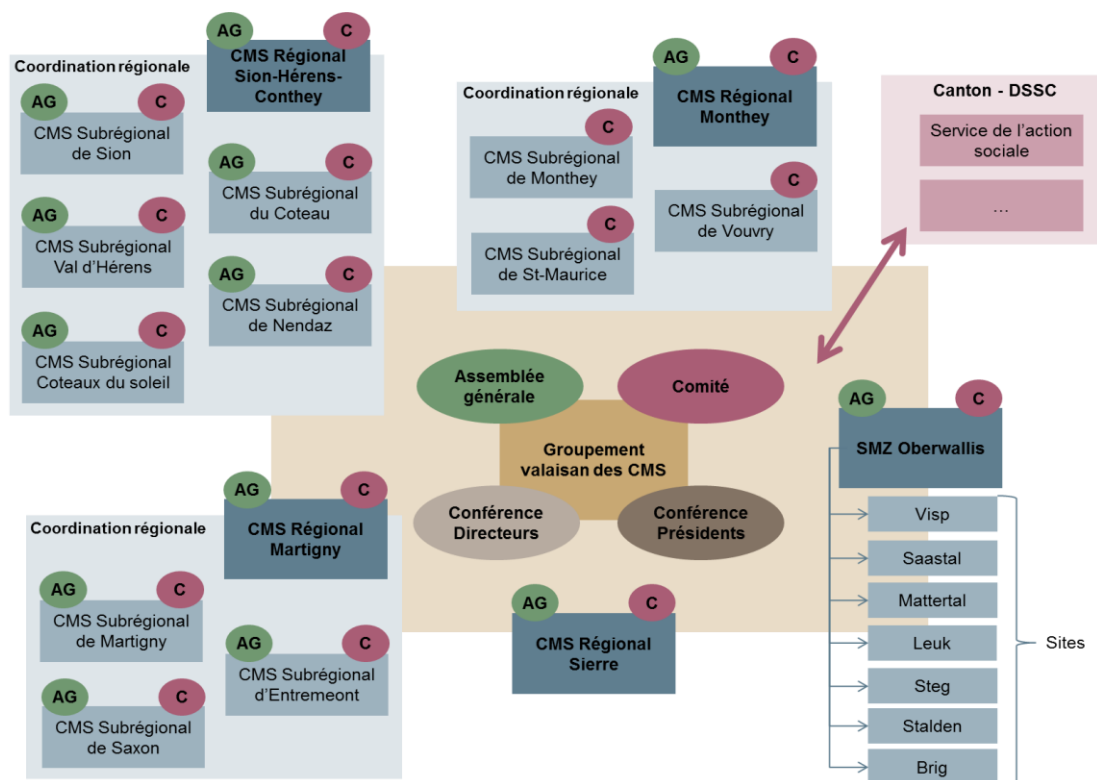 AG
C
CMS Régional
Sion-Hérens-
Conthey
Coordination régionale
AG
C
CMS Subrégional
de Sion
AG
C
CMS Subrégional
du Coteau
AG
C
CMS Subrégional
Val d'Hérens
AG
C
CMS Subrégional
de Nendaz
AG
C
CMS Subrégional
Coteaux du soleil
AG
C
CMS Régional
Monthey
Coordination régionale
C
CMS Subrégional
de Monthey
C
CMS Subrégional
de Vouvry
C
CMS Subrégional
de St-Maurice
Canton - DSSC
Service de l'action
sociale
…
Assemblée
générale
Comité
Groupement
valaisan des CMS
Conférence
Directeurs
Conférence
Présidents
AG
C
SMZ Oberwallis
Visp
Saastal
Mattertal
Leuk
Steg
Stalden
Brig
Sites
AG
C
CMS Régional
Martigny
Coordination régionale
AG
C
CMS Subrégional
de Martigny
AG
C
CMS Subrégional
d'Entremeont
AG
C
CMS Subrégional
de Saxon
AG
C
CMS Régional
Sierre